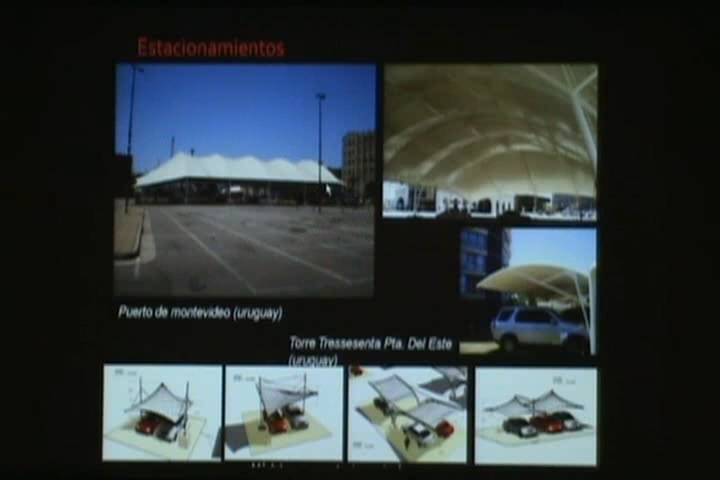 Estacionamientos
Puerto de montevideo (uruguay)
Torre Tressesenta Pta. Del Este
(uruguay)